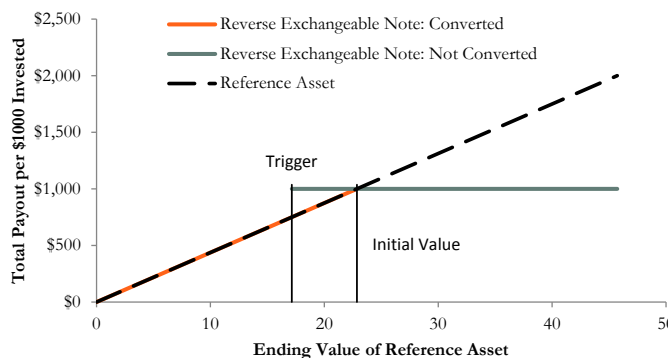 $2,500
Reverse Exchangeable Note: Converted
Reverse Exchangeable Note: Not Converted
Reference Asset
$2,000
$1,500
Trigger
$1,000
Initial Value
$500
$0
0 10 20 30 40 50
Total Payout per $1000 Invested
Ending Value of Reference Asset